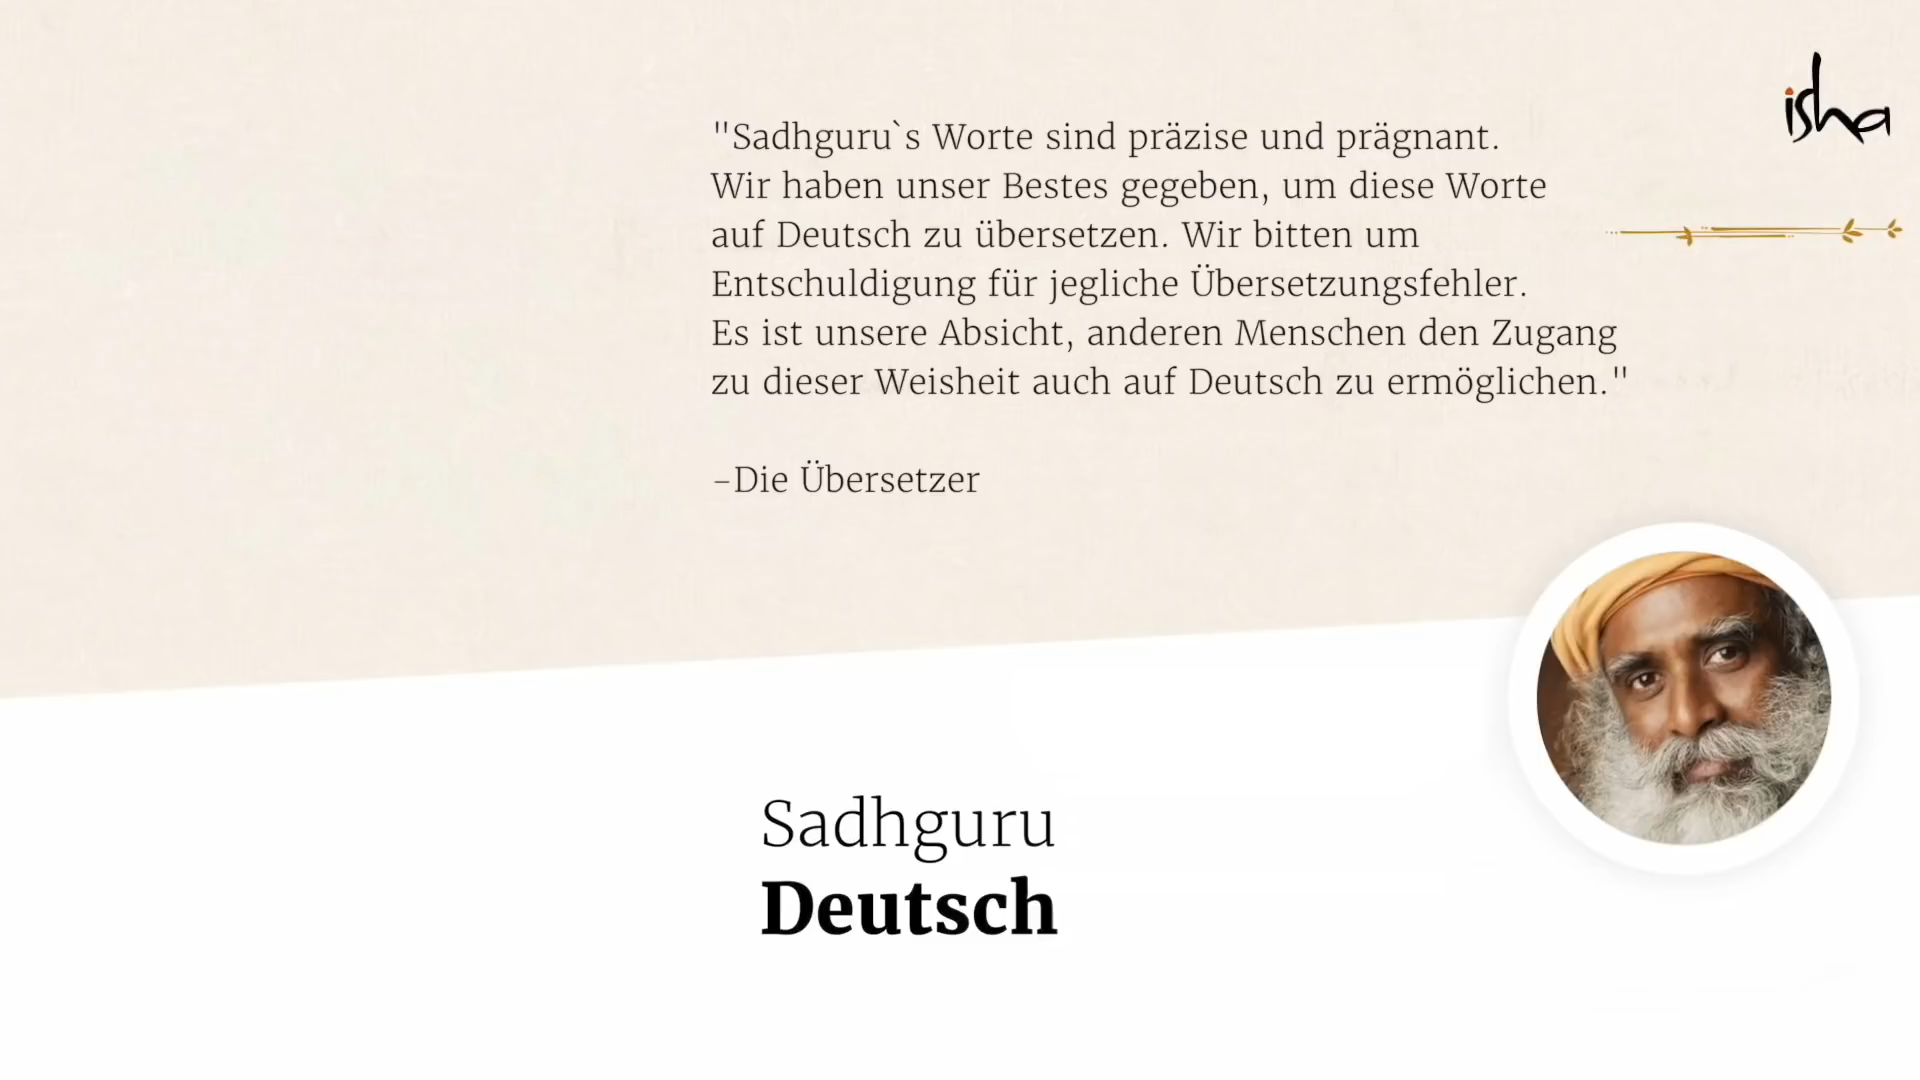 isha
"Sadhguru`s Worte sind präzise und prägnant.
Wir haben unser Bestes gegeben, um diese Worte
auf Deutsch zu übersetzen. Wir bitten um
Entschuldigung für jegliche Übersetzungsfehler.
Es ist unsere Absicht, anderen Menschen den Zugang
zu dieser Weisheit auch auf Deutsch zu ermöglichen."
-Die Übersetzer
Sadhguru
Deutsch